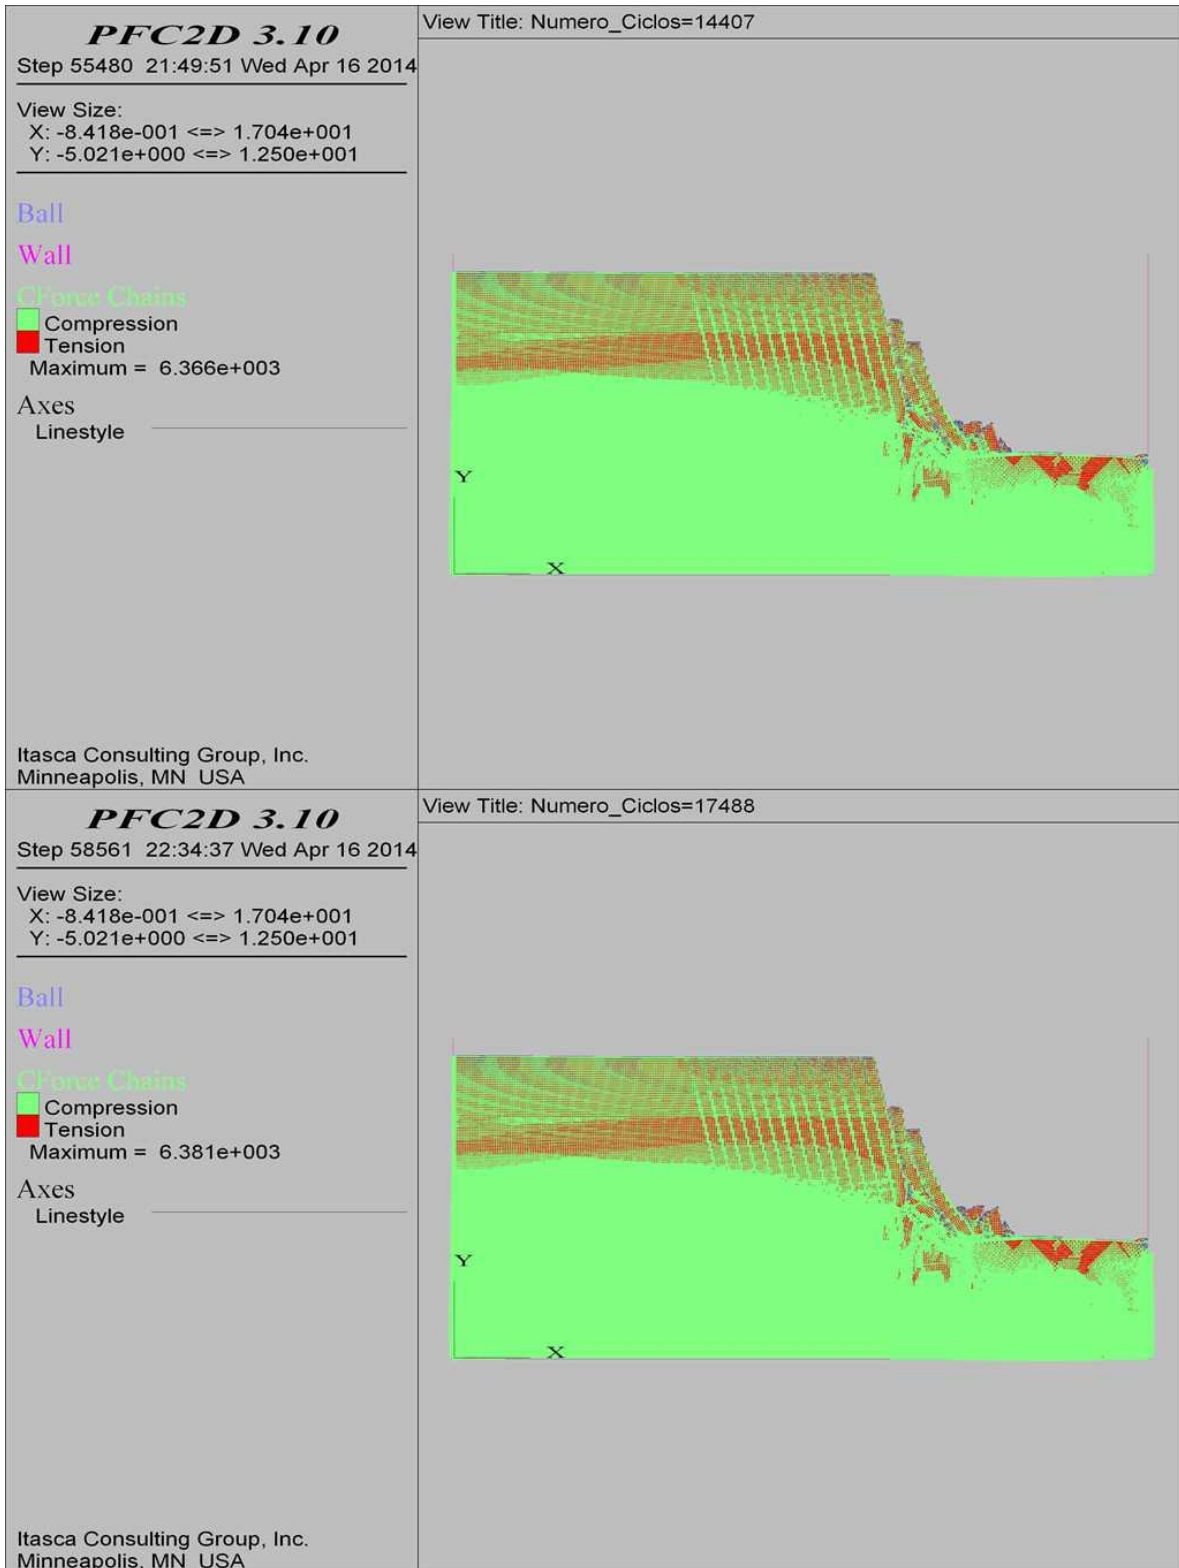 PFC2D 3.10
Step 55480 21:49:51 Wed Apr 16 2014
View Size:
X: -8.418e-001 <=> 1.704e+001
Y: -5.021e+000 <=> 1.250e+001
Ball
Wall
CForce Chains
Compression
Tension
Maximum = 6.366e+003
Axes
Linestyle
Itasca Consulting Group, Inc.
Minneapolis, MN USA
View Title: Numero_Ciclos=14407
Y
X
PFC2D 3.10
Step 58561 22:34:37 Wed Apr 16 2014
View Size:
X: -8.418e-001 <=> 1.704e+001
Y: -5.021e+000 <=> 1.250e+001
Ball
Wall
CForce Chains
Compression
Tension
Maximum = 6.381e+003
Axes
Linestyle
Itasca Consulting Group, Inc.
Minneapolis, MN USA
View Title: Numero_Ciclos=17488
Y
X